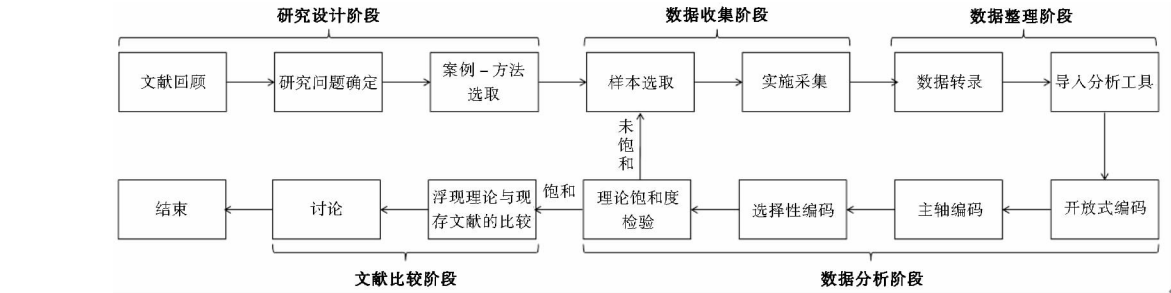 研究设计阶段
数据收集阶段
数据整理阶段
文献回顾
研究问题确定
案例-方法
选取
样本选取
实施采集
数据转录
导入分析工具
未
饱
和
结束
讨论
浮现理论与现
存文献的比较
饱和
理论饱和度
检验
选择性编码
主轴编码
开放式编码
文献比较阶段
数据分析阶段